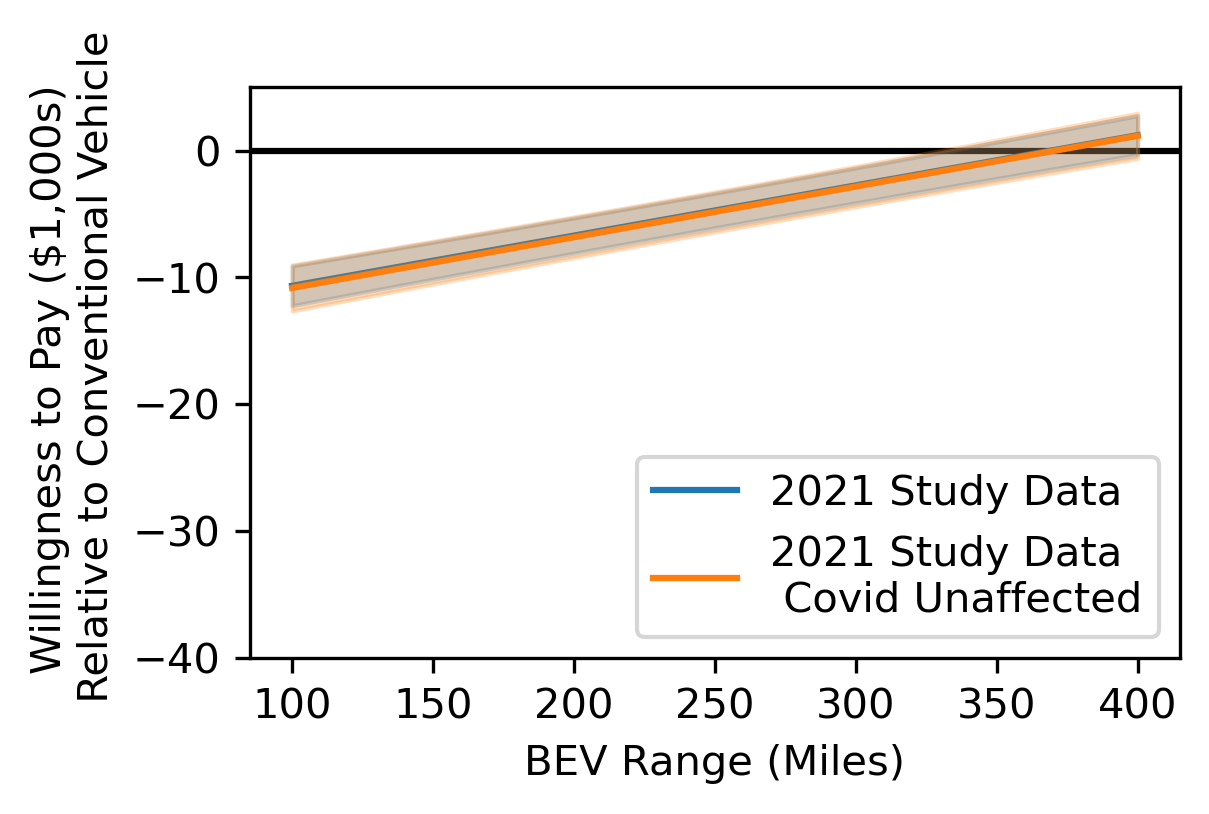 Willingness to Pay ($1,000s)
Relative to Conventional Vehicle
0
−10
−20
−30
−40
2021 Study Data
2021 Study Data
Covid Unaffected
100 150 200 250 300 350 400
BEV Range (Miles)